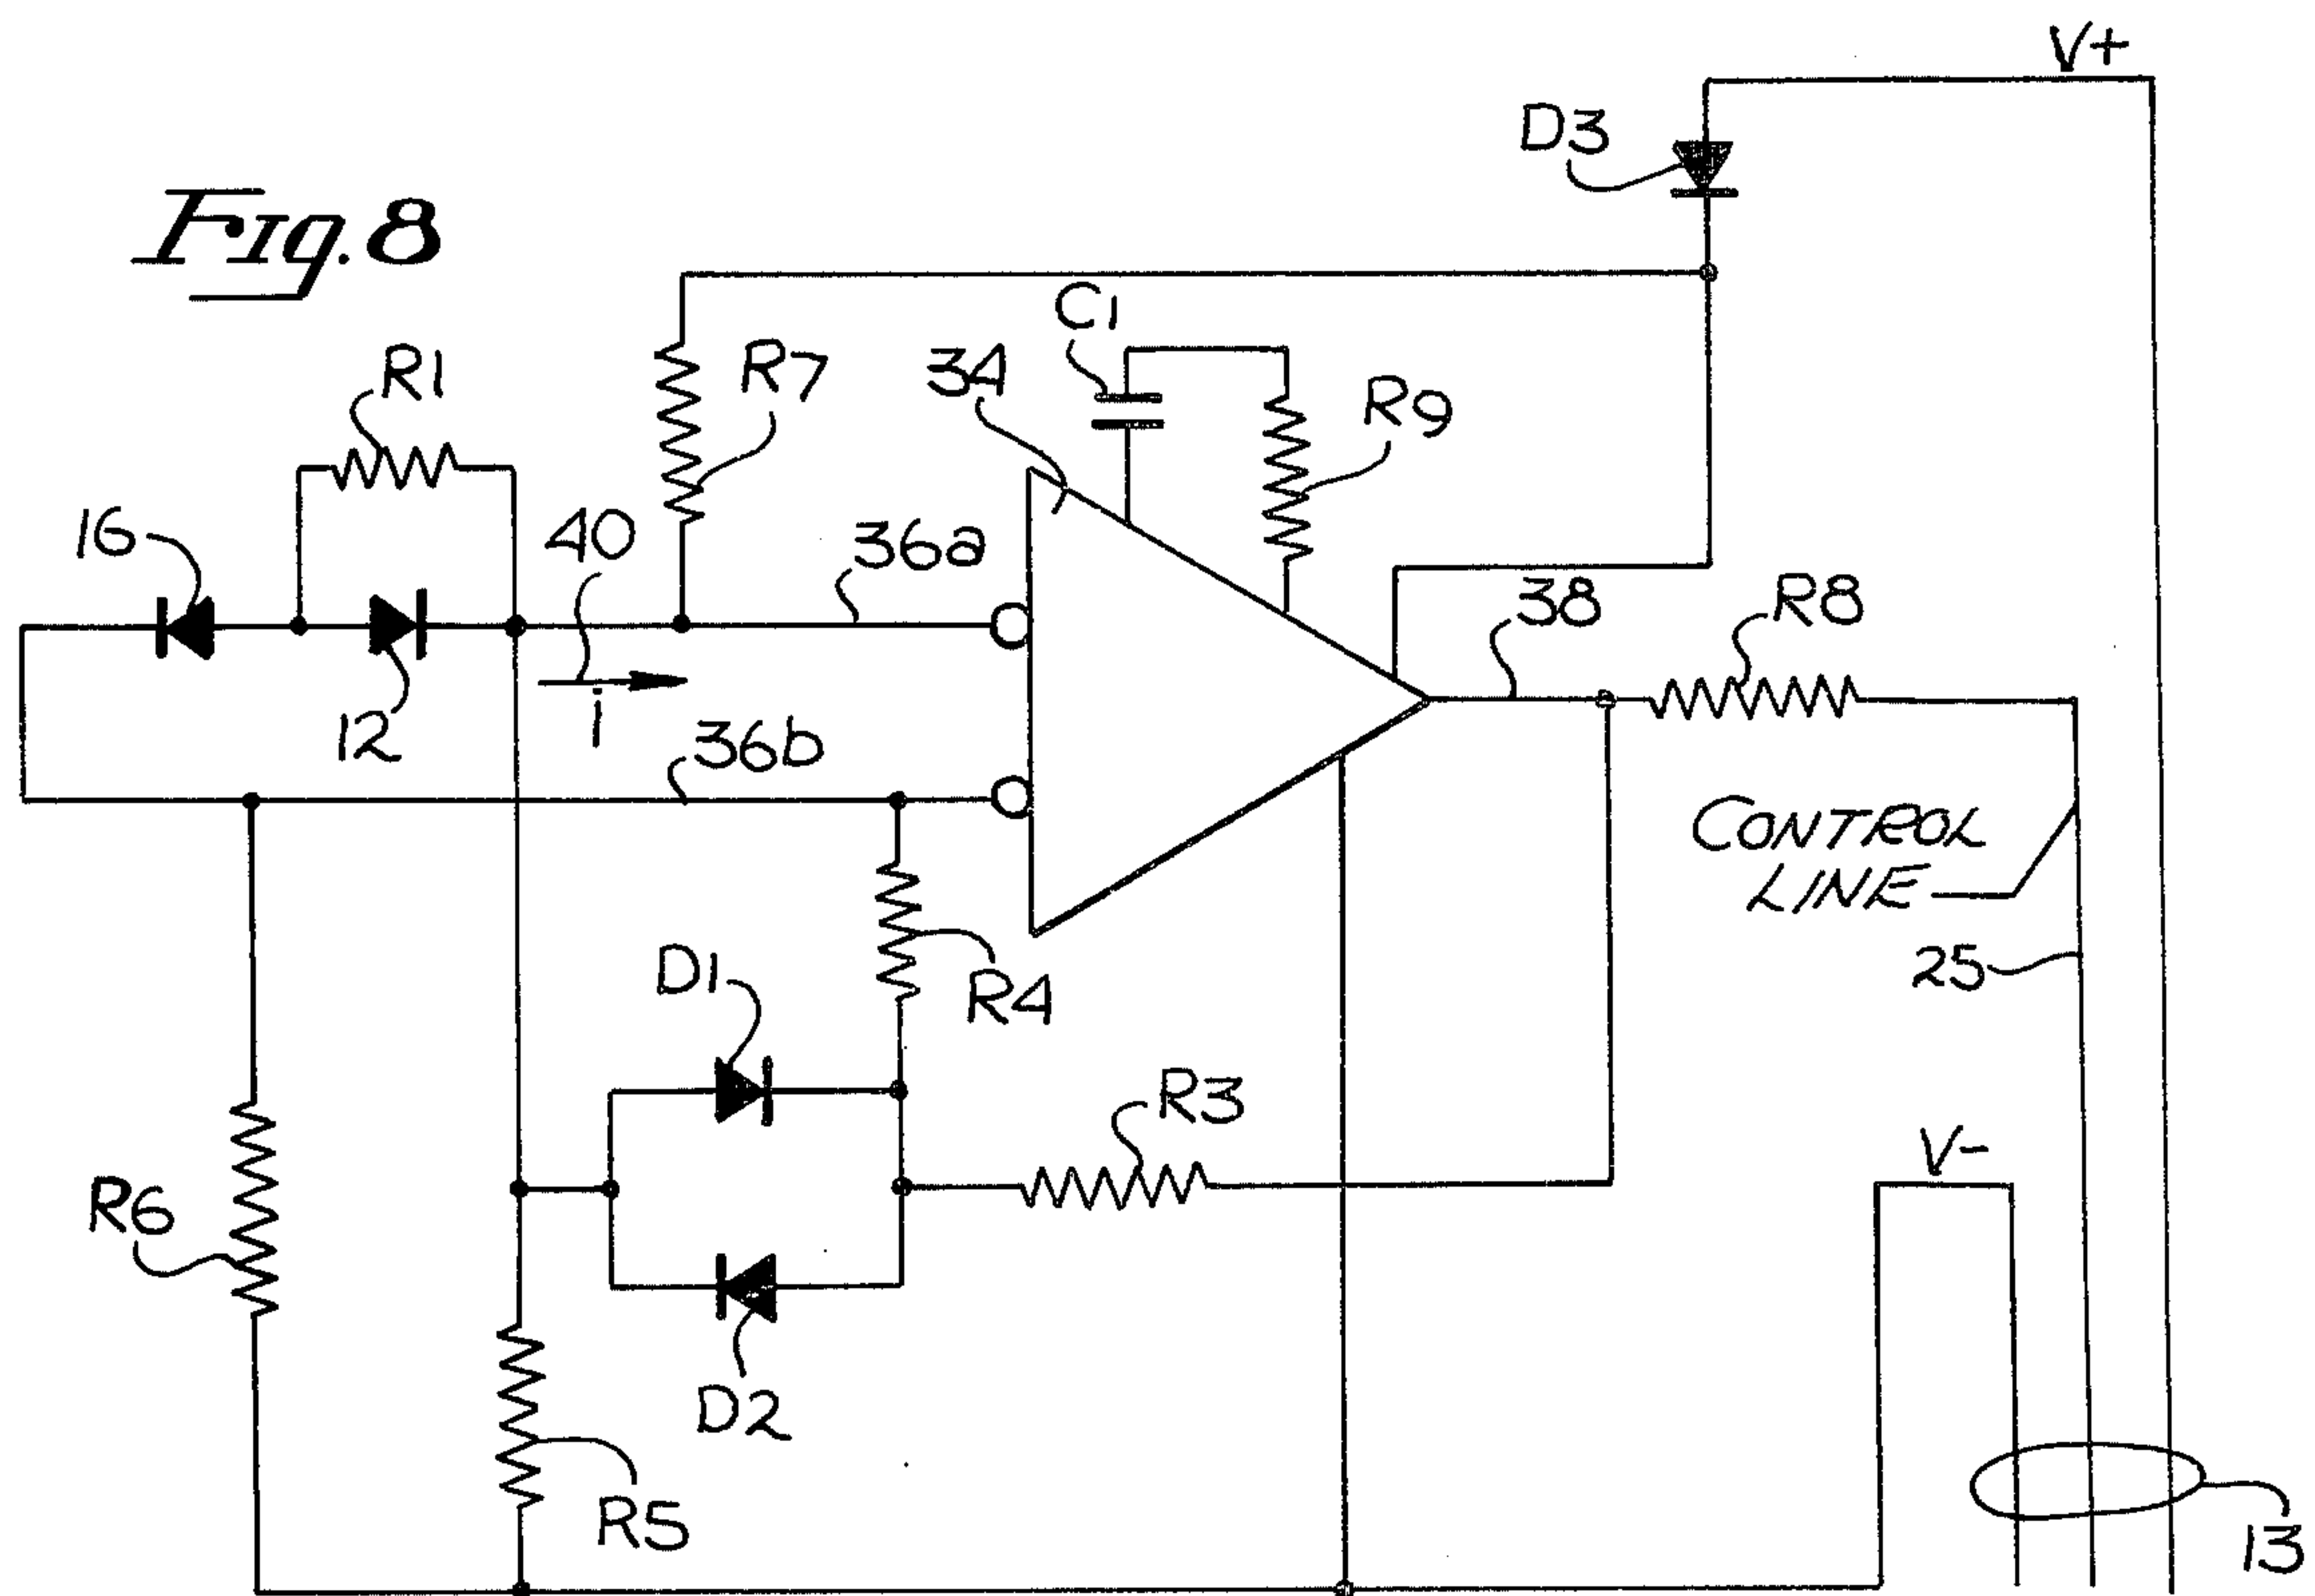 V+
D3
Fig. 8
C1
R1
R7
34
R9
16
40
36a
38
R8
12
i
36b
CONTROL
LINE
D1
R4
25
R3
V-
R6
D2
R5
13